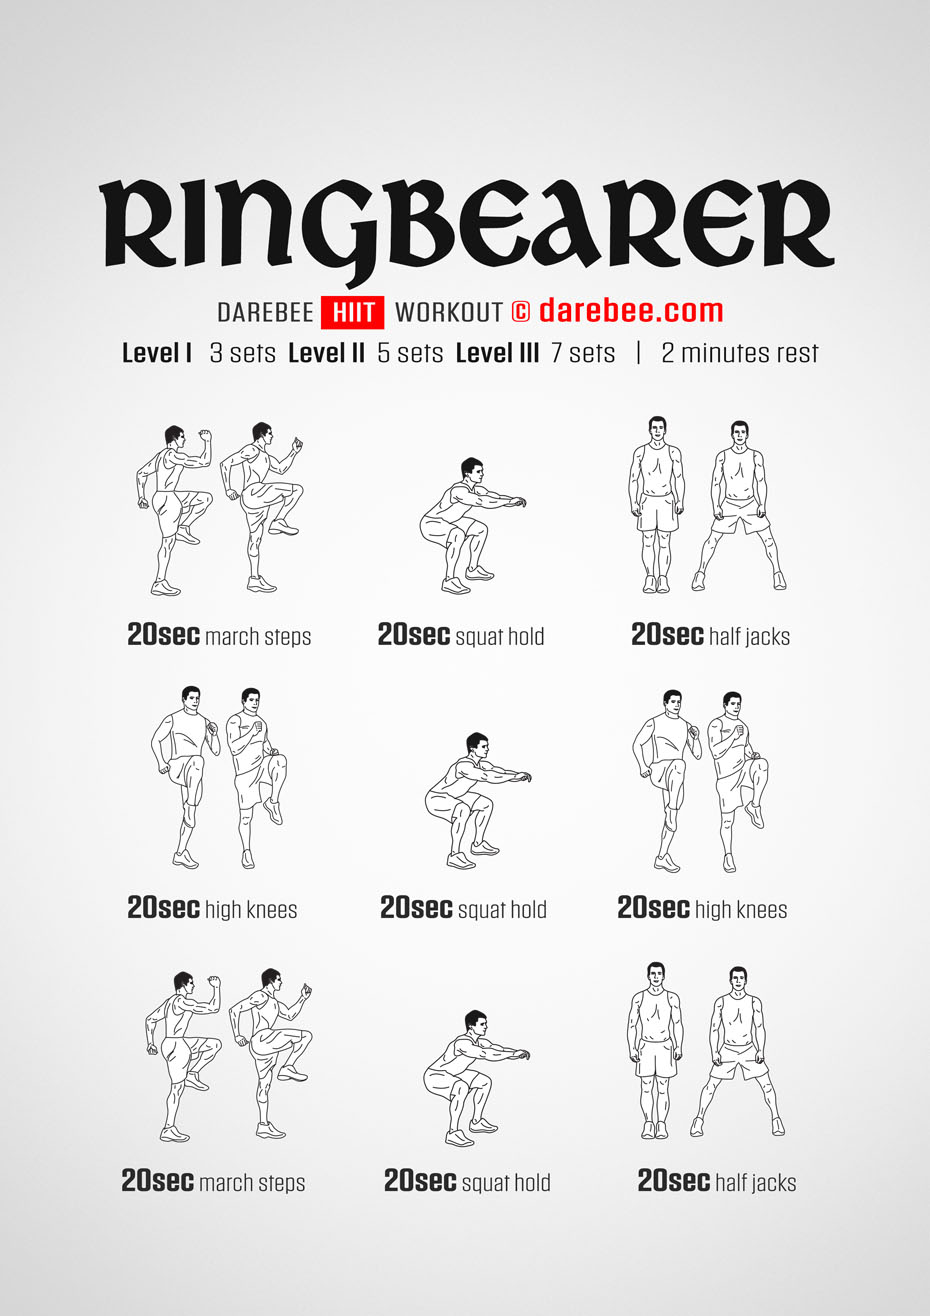 RINGBEARER
DAREBEE HIIT WORKOUT © darebee.com
Level I 3 sets Level II 5 sets Level III 7 sets | 2 minutes rest
20sec march steps 20sec squat hold 20sec half jacks
20sec high knees 20sec squat hold 20sec high knees
20sec march steps 20sec squat hold 20sec half jacks